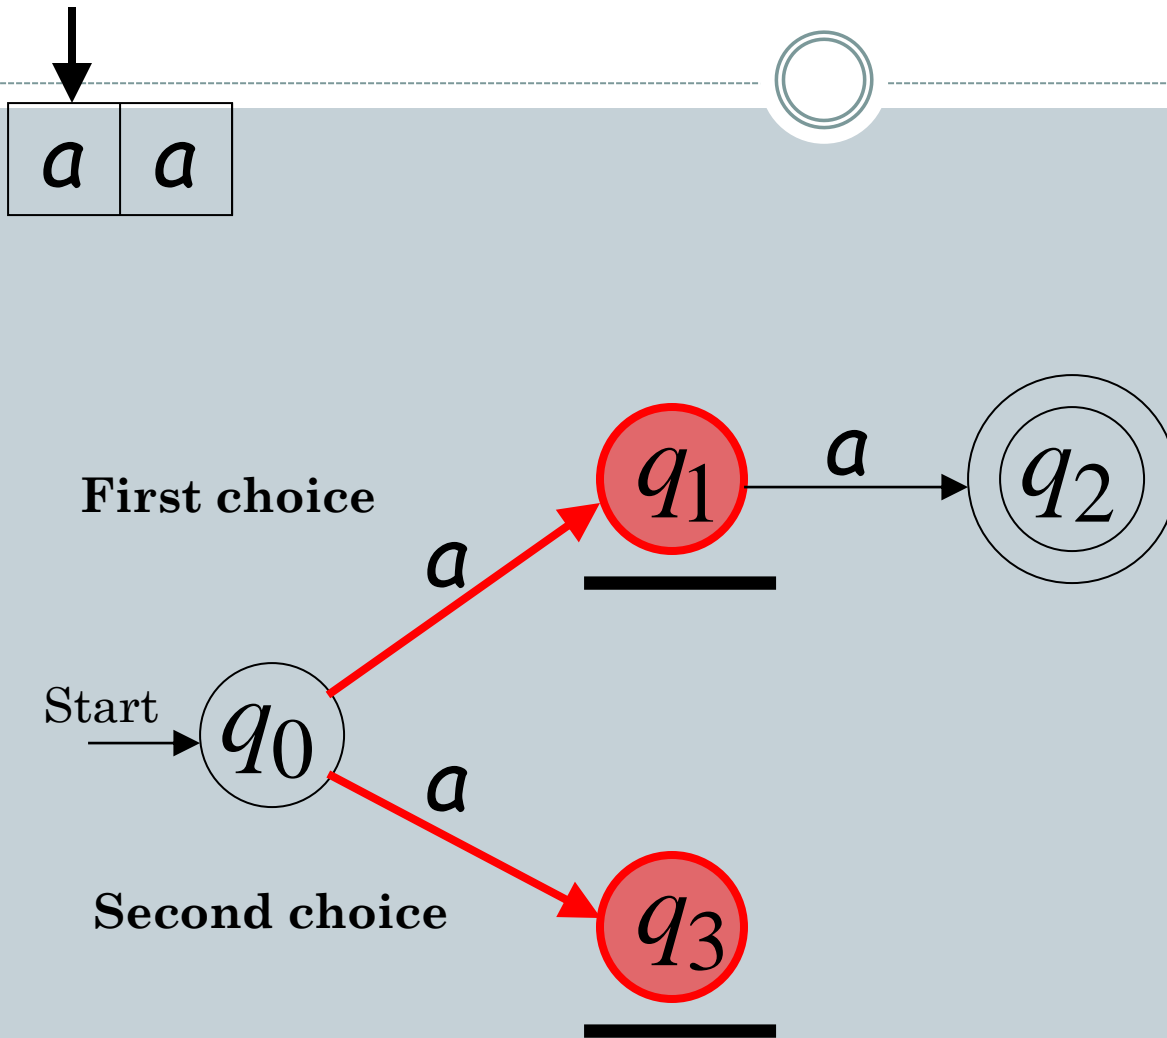 a a
q1 a q2
First choice
a
Start
q0
a
Second choice
q3